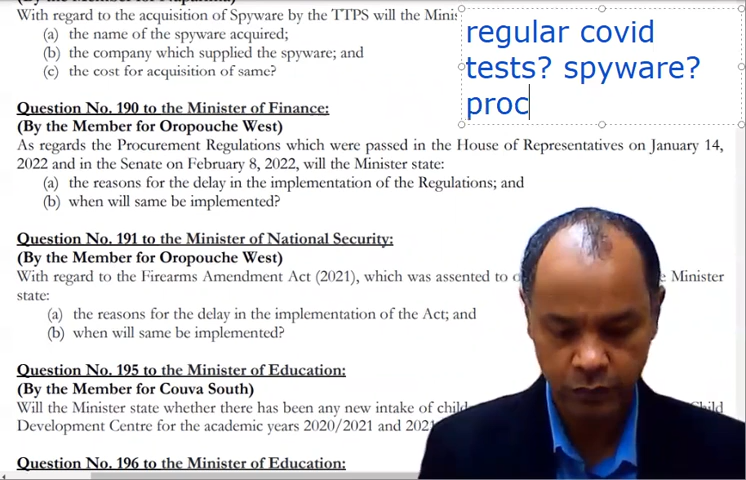 With regard to the acquisition of Spyware by the TTPS will the
(a) the name of the spyware acquired;
(b) the company which supplied the spyware; and
(c) the cost for acquisition of same?
regular covid
tests? spyware?
proc
Question No. 190 to the Minister of Finance:
(By the Member for Oropouche West)
As regards the Procurement Regulations which were passed in the House of Representatives on January 14,
2022 and in the Senate on February 8, 2022, will the Minister state:
(a) the reasons for the delay in the implementation of the Regulations; and
(b) when will same be implemented?
Question No. 191 to the Minister of National Security:
(By the Member for Oropouche West)
With regard to the Firearms Amendment Act (2021), which was assented to Minister
state:
(a) the reasons for the delay in the implementation of the Act; and
(b) when will same be implemented?
Question No. 195 to the Minister of Education:
(By the Member for Couva South)
Will the Minister state whether there has been any new intake of Child
Development Centre for the academic years 2020/2021 and
Question No. 196 to the Minister of Education: